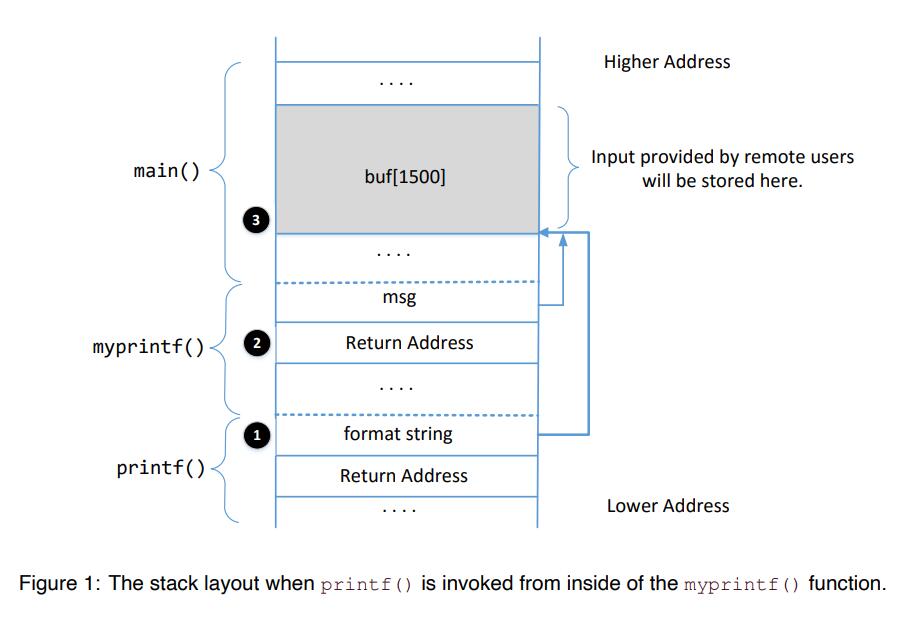 Higher Address
. . . .
main()
buf[1500]
Input provided by remote users
will be stored here.
3
. . . .
msg
myprintf()
2
Return Address
. . . .
1
format string
printf()
Return Address
. . . .
Lower Address
Figure 1: The stack layout when printf() is invoked from inside of the myprintf() function.